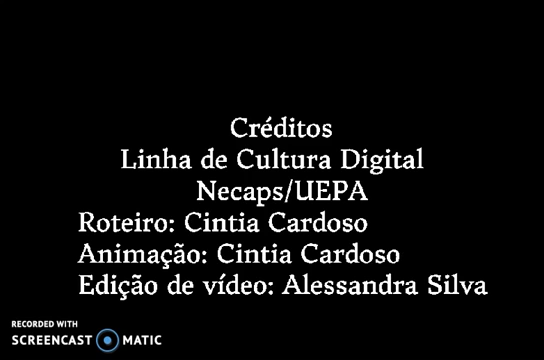 Créditos
Linha de Cultura Digital
Necaps/UEPA
Roteiro: Cintia Cardoso
Animação: Cintia Cardoso
Edição de vídeo: Alessandra Silva
RECORDED WITH
SCREENCAST MATIC